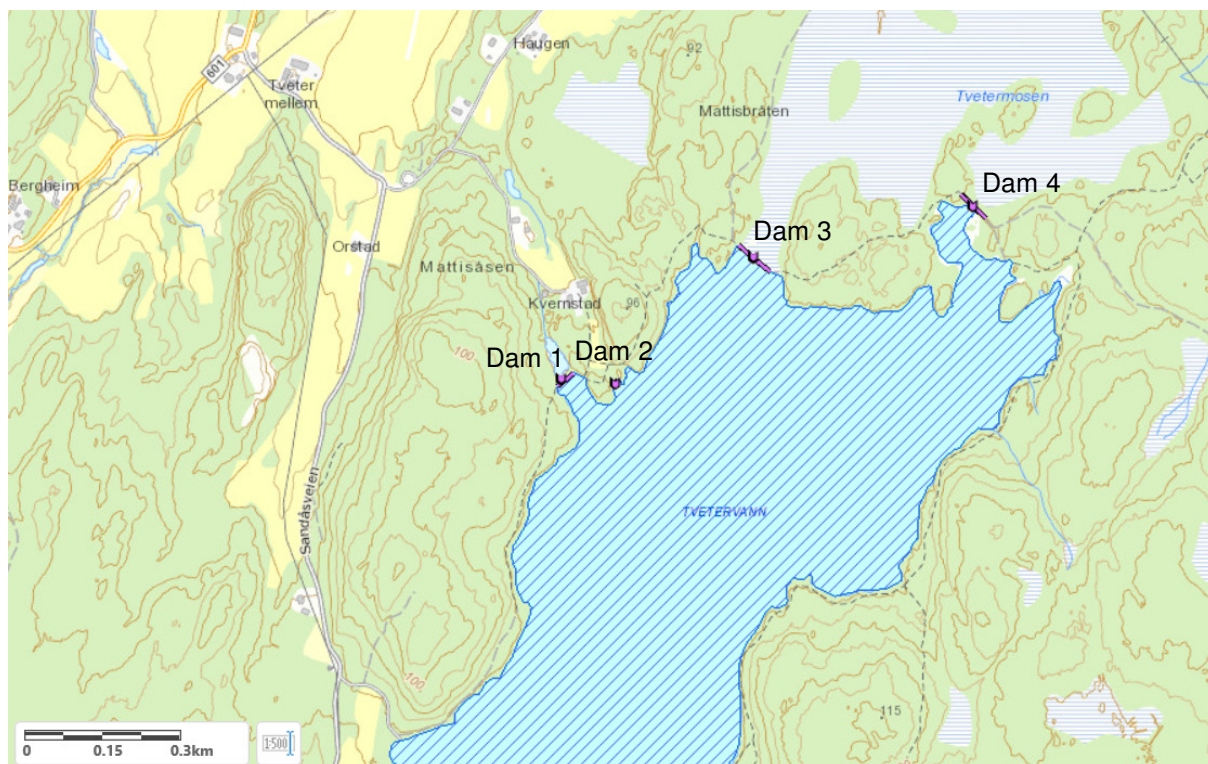 Haugen
92
601
Tveter
mellem
Mattisbråten
Tvetermosen
Bergheim
Dam 4
Dam 3
Orstad
Mattisåsen
Kvernstad
96
100
Dam 1
Dam 2
TVETERVANN
Sandåsveien
100
115
0 0.15 0.3km
1:500